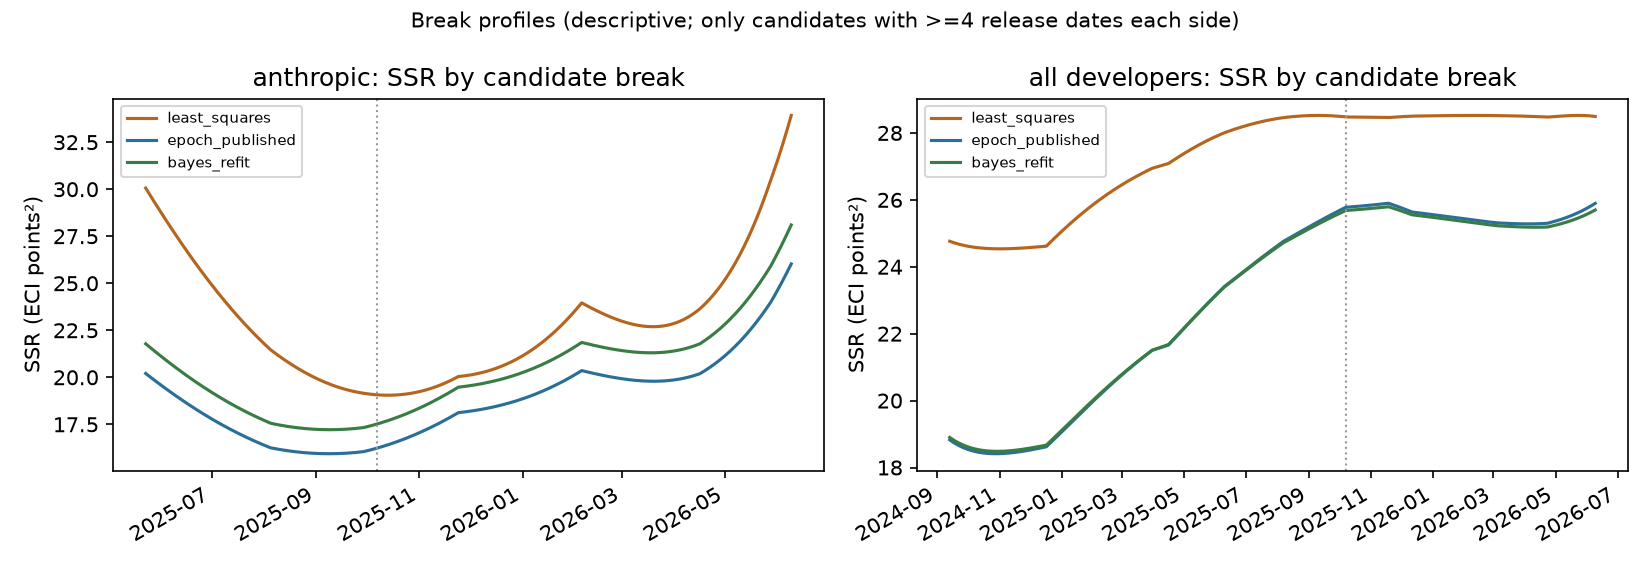 Break profiles (descriptive; only candidates with >=4 release dates each side)
anthropic: SSR by candidate break
least_squares
epoch_published
bayes_refit
SSR (ECI points²)
32.5
30.0
27.5
25.0
22.5
20.0
17.5
2025-07
2025-09
2025-11
2026-01
2026-03
2026-05
all developers: SSR by candidate break
least_squares
epoch_published
bayes_refit
SSR (ECI points²)
28
26
24
22
20
18
2024-09
2024-11
2025-01
2025-03
2025-05
2025-07
2025-09
2025-11
2026-01
2026-03
2026-05
2026-07